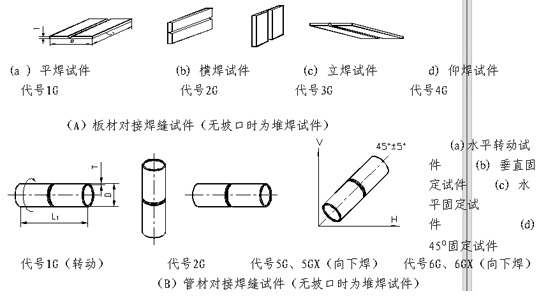 T
B
(a ) 平焊试件 (b) 横焊试件 (c) 立焊试件 d) 仰焊试件
代号1G 代号2G 代号3G 代号4G
(A) 板材对接焊缝试件（无坡口时为堆焊试件）
T
D
L₁
V
45°±5°
H
(a)水平转动试
件 (b) 垂直固
定试件 (c) 水
平固定试
件 (d)
45⁰固定试件
代号1G（转动） 代号2G 代号5G、5GX（向下焊） 代号6G、6GX（向下焊）
(B) 管材对接焊缝试件（无坡口时为堆焊试件）